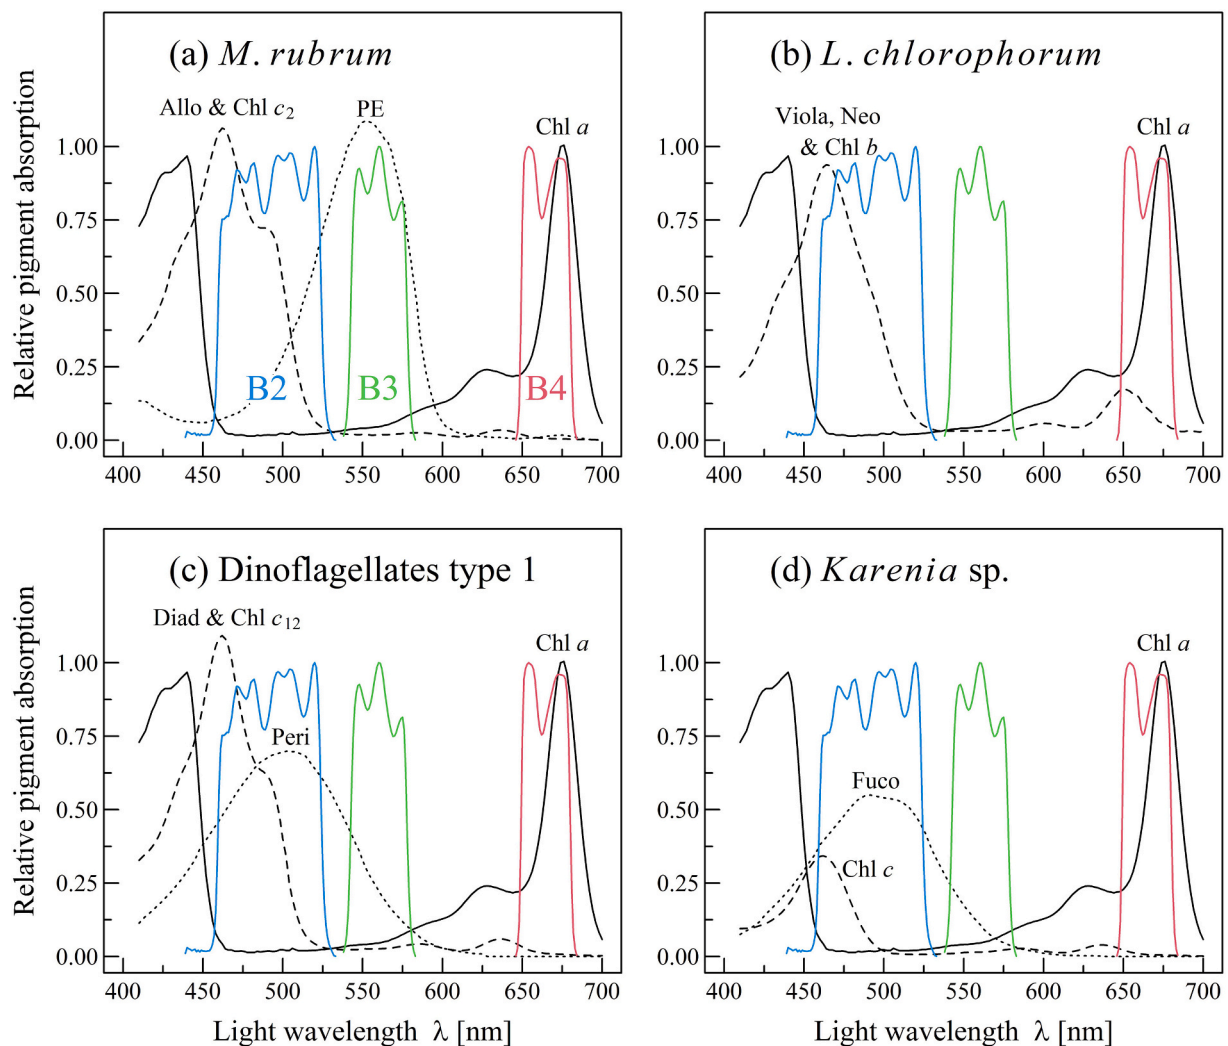 (a) M. rubrum
Allo & Chl c2
PE
Chl a
B2
B3
B4
Relative pigment absorption
1.00
0.75
0.50
0.25
0.00
400 450 500 550 600 650 700
(b) L. chlorophorum
Viola, Neo
& Chl b
Chl a
1.00
0.75
0.50
0.25
0.00
400 450 500 550 600 650 700
(c) Dinoflagellates type 1
Diad & Chl c12
Peri
Chl a
Relative pigment absorption
1.00
0.75
0.50
0.25
0.00
400 450 500 550 600 650 700
Light wavelength λ [nm]
(d) Karenia sp.
Fuco
Chl c
Chl a
1.00
0.75
0.50
0.25
0.00
400 450 500 550 600 650 700
Light wavelength λ [nm]